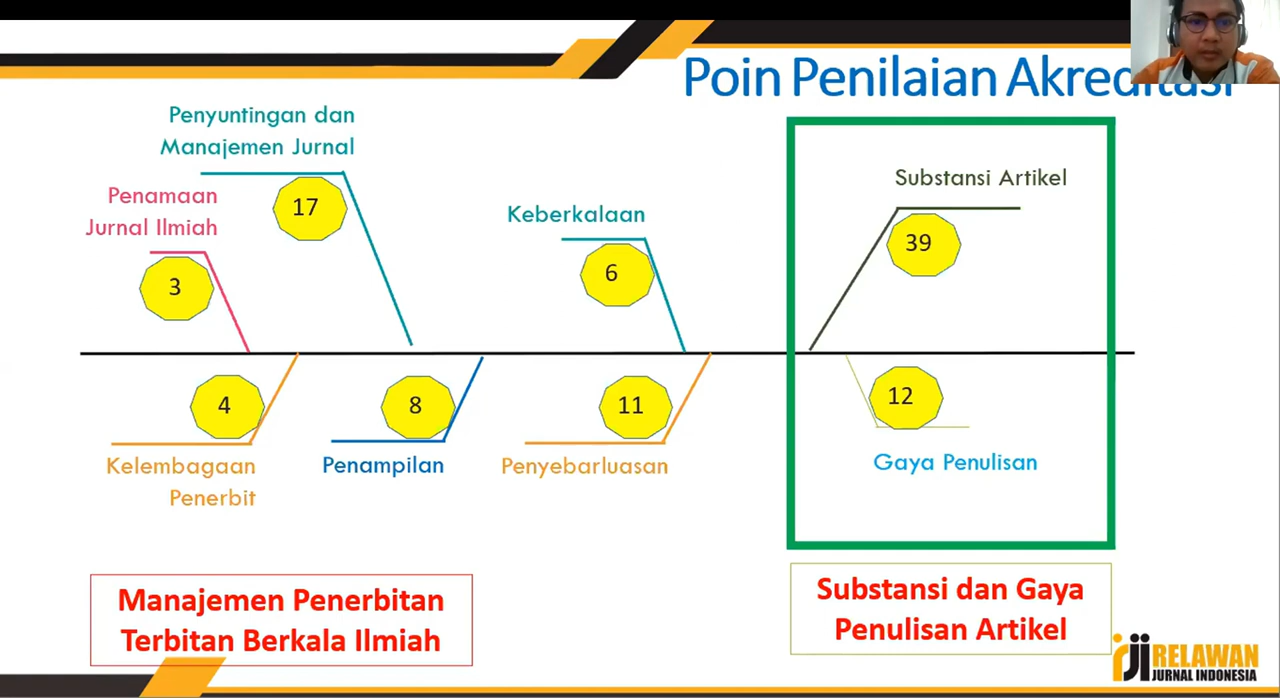 Poin Penilaian Akreditasi
Penyuntingan dan
Manajemen Jurnal
17
Penamaan
Jurnal Ilmiah
3
Keberkalaan
6
Substansi Artikel
39
4
Kelembagaan
Penerbit
8
Penampilan
11
Penyebarluasan
12
Gaya Penulisan
Manajemen Penerbitan
Terbitan Berkala Ilmiah
Substansi dan Gaya
Penulisan Artikel
rji RELAWAN
JURNAL INDONESIA